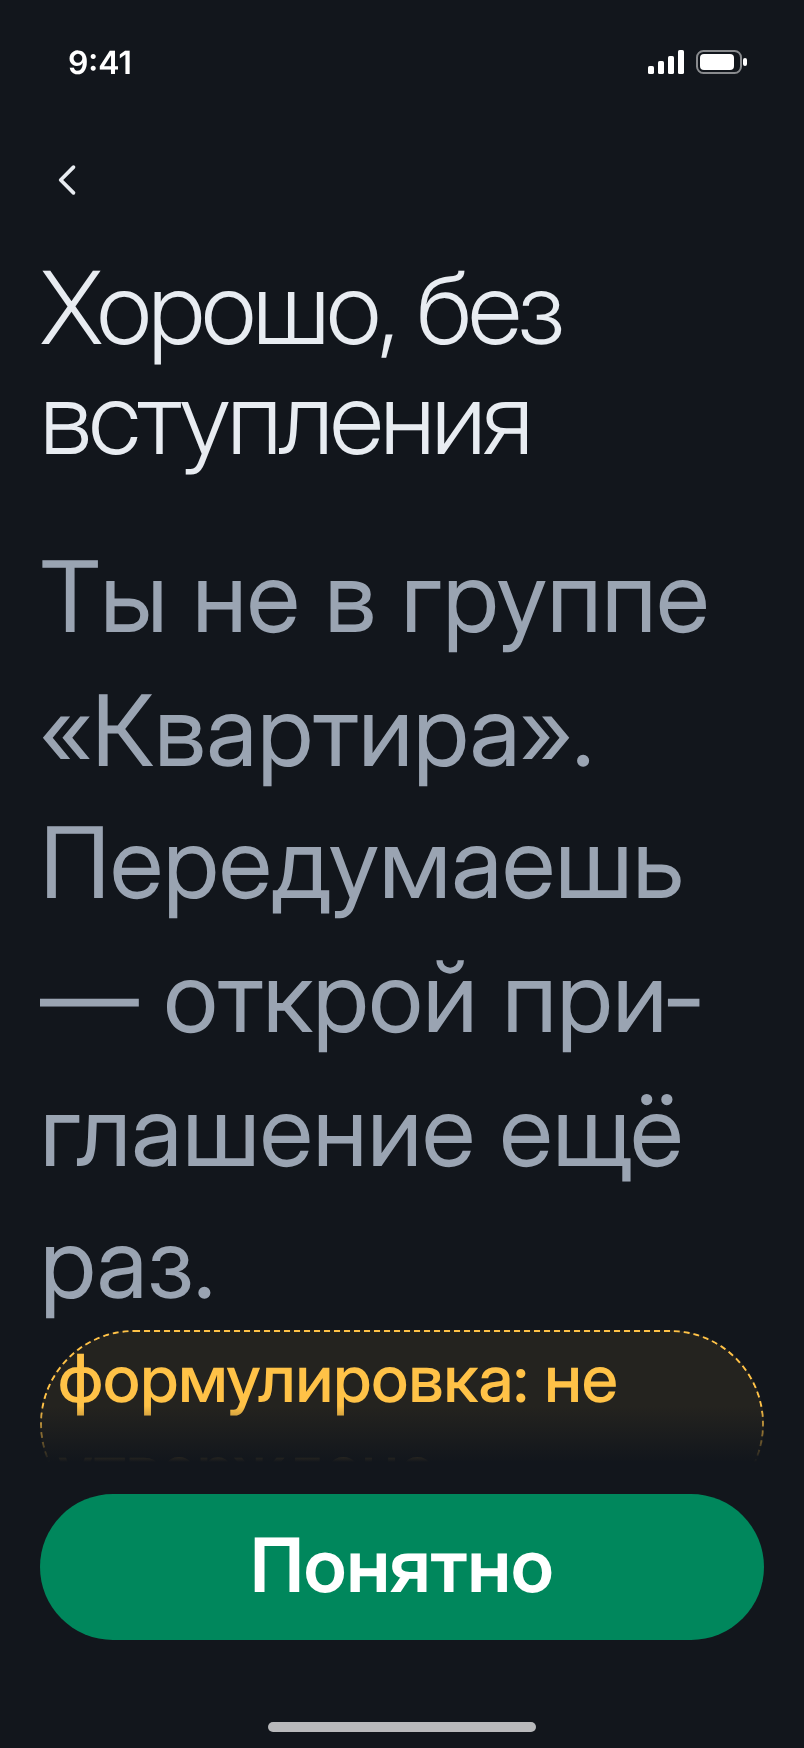 9:41
Хорошо, без
вступления
Ты не в группе
«Квартира».
Передумаешь
— открой при-
глашение ещё
раз.
формулировка: не
Понятно